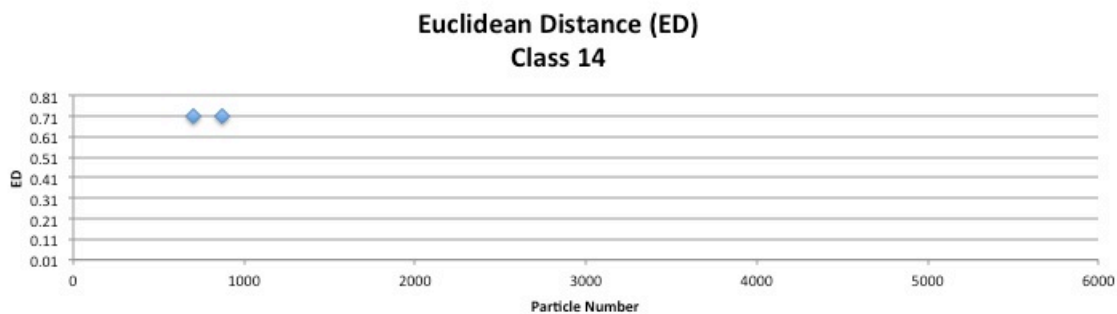 Euclidean Distance (ED)
Class 14
0.81
0.71
0.61
0.51
0.41
0.31
0.21
0.11
0.01
ED
0 1000 2000 3000 4000 5000 6000
Particle Number